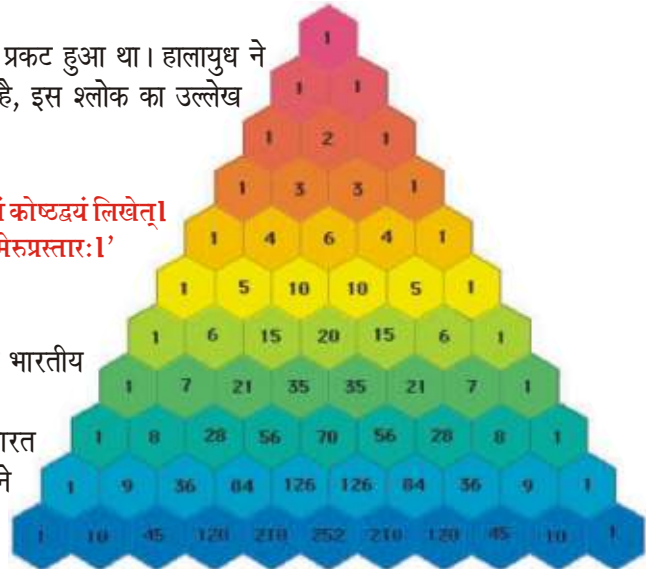 1
प्रकट हुआ था। हालायुध ने
1 1
है, इस श्लोक का उल्लेख
1 2 1
1 3 3 1
कोष्ठद्वयं लिखेत्।
1 4 6 4 1
मेरुप्रस्तार:।’
1 5 10 10 5 1
1 6 15 20 15 6 1
भारतीय
1 7 21 35 35 21 7 1
1 8 28 56 70 56 28 8 1
1 9 36 84 126 126 84 36 9 1
1 10 45 120 210 252 210 120 45 10 1